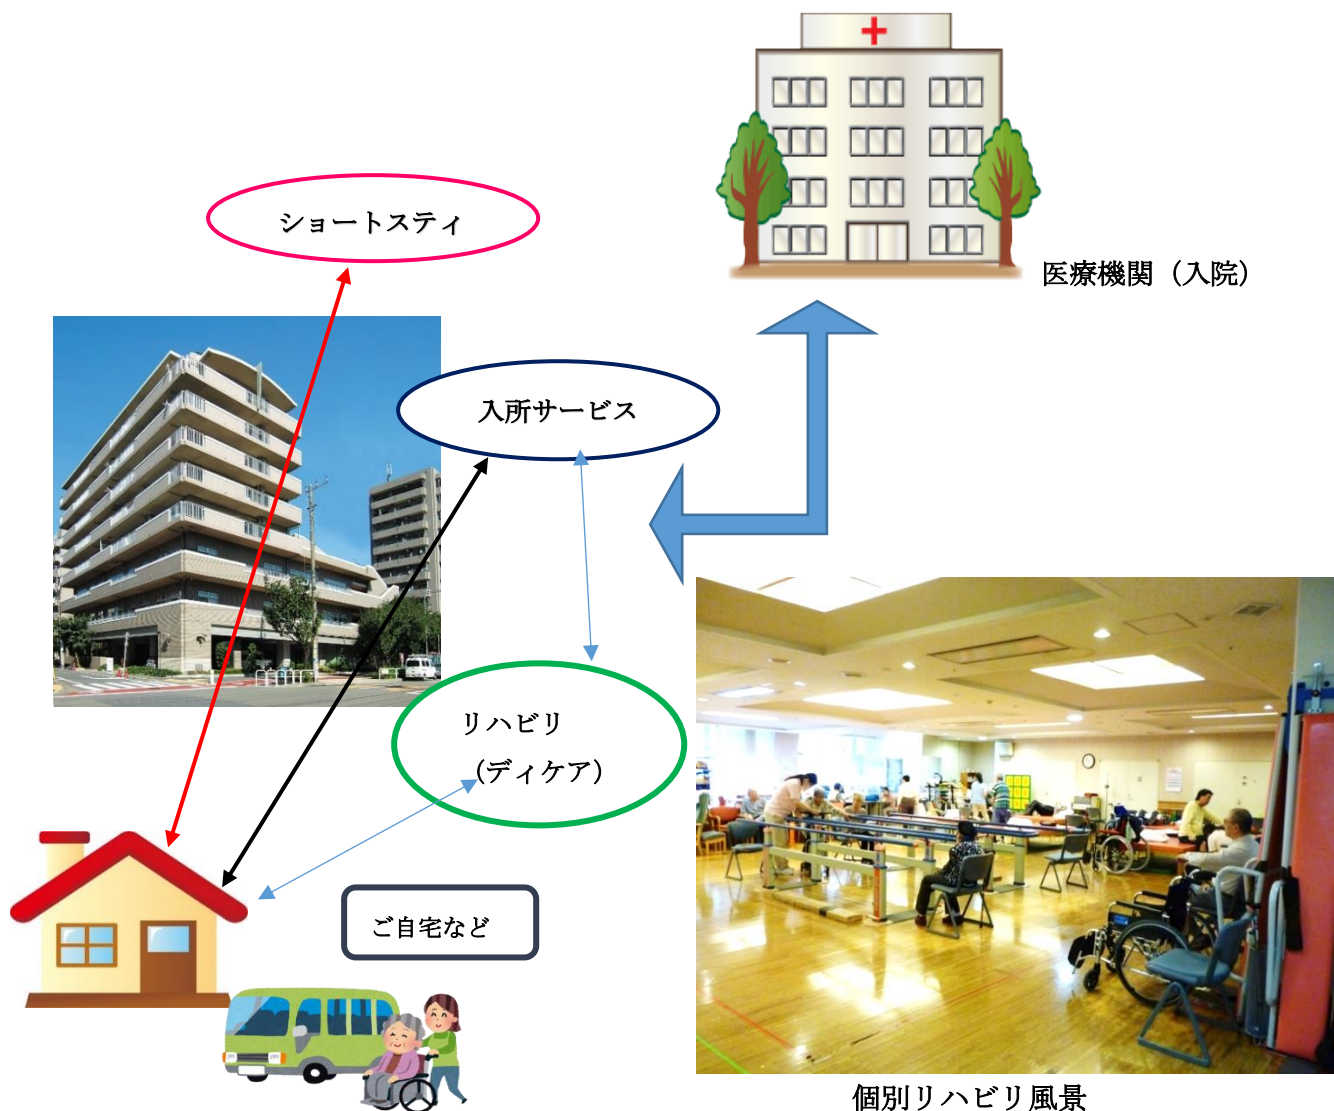 ショートスティ
医療機関（入院）
入所サービス
リハビリ
（ディケア）
ご自宅など
個別リハビリ風景